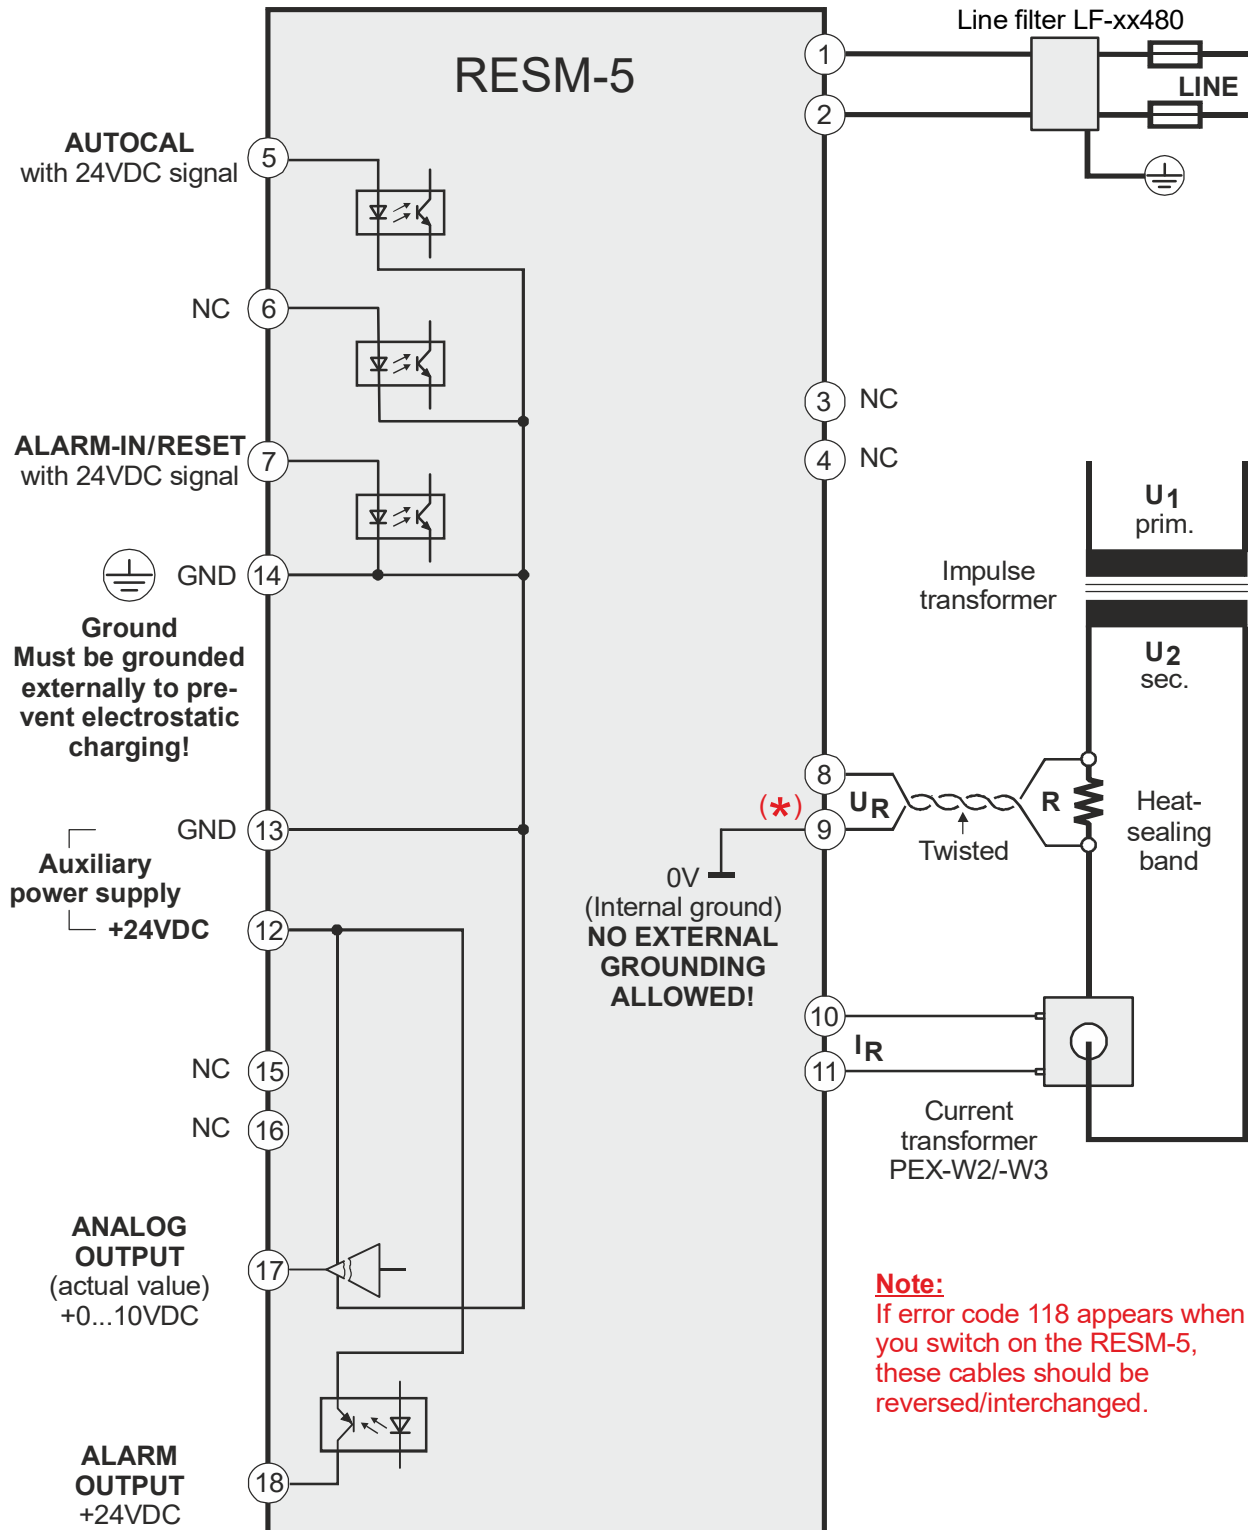 Line filter LF-xx480
RESM-5
1
LINE
2
AUTOCAL
with 24VDC signal
5
NC
6
3
NC
ALARM-IN/RESET
with 24VDC signal
7
4
NC
U1
prim.
Impulse
transformer
GND
14
Ground
Must be grounded
externally to pre-
vent electrostatic
charging!
U2
sec.
8
(*)
UR
R
Heat-
sealing
band
9
Twisted
GND
13
Auxiliary
power supply
+24VDC
12
0V
(Internal ground)
NO EXTERNAL
GROUNDING
ALLOWED!
10
IR
11
NC
15
NC
16
Current
transformer
PEX-W2/-W3
ANALOG
OUTPUT
(actual value)
+0...10VDC
17
Note:
If error code 118 appears when
you switch on the RESM-5,
these cables should be
reversed/interchanged.
ALARM
OUTPUT
+24VDC
18